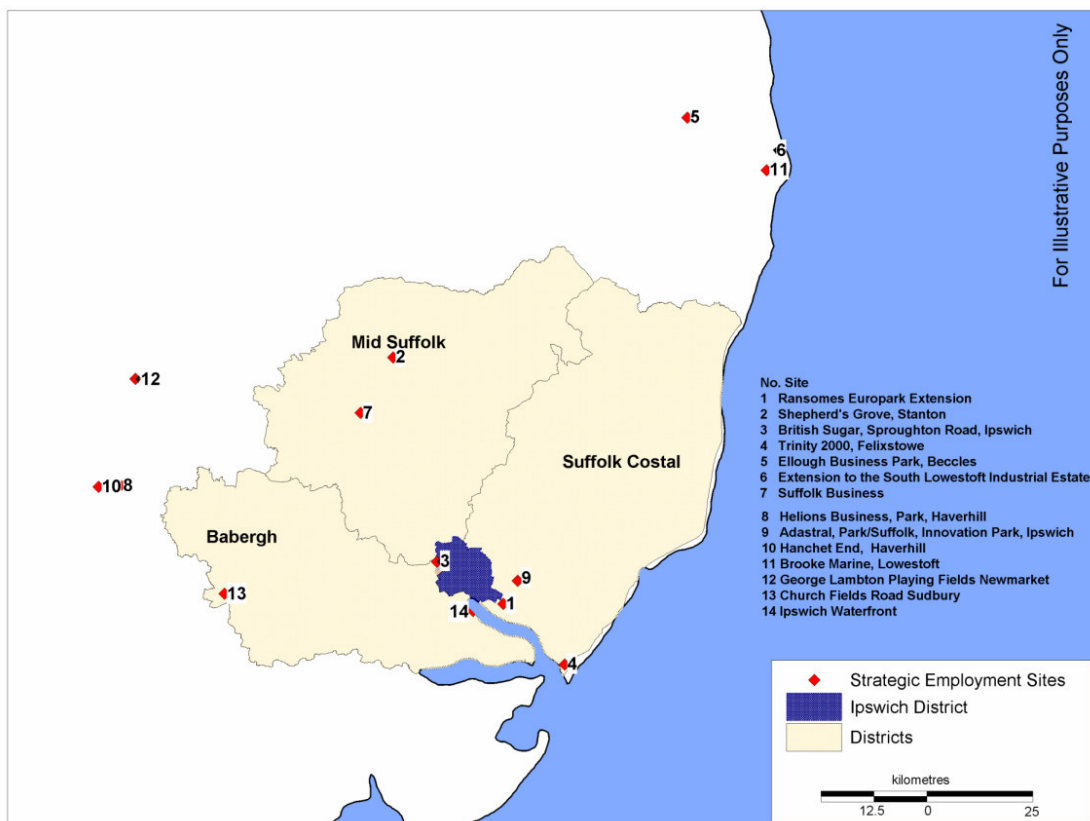 For Illustrative Purposes Only
5
6
11
Mid Suffolk
2
12
7
Suffolk Costal
10
8
Babergh
3
9
13
1
14
4
No. Site
1 Ransomes Europark Extension
2 Shepherd's Grove, Stanton
3 British Sugar, Sproughton Road, Ipswich
4 Trinity 2000, Felixstowe
5 Ellough Business Park, Beccles
6 Extension to the South Lowestoft Industrial Estate
7 Suffolk Business
8 Helions Business, Park, Haverhill
9 Adastral, Park/Suffolk, Innovation Park, Ipswich
10 Hanchet End, Haverhill
11 Brooke Marine, Lowestoft
12 George Lambton Playing Fields Newmarket
13 Church Fields Road Sudbury
14 Ipswich Waterfront
Strategic Employment Sites
Ipswich District
Districts
kilometres
12.5 0 25